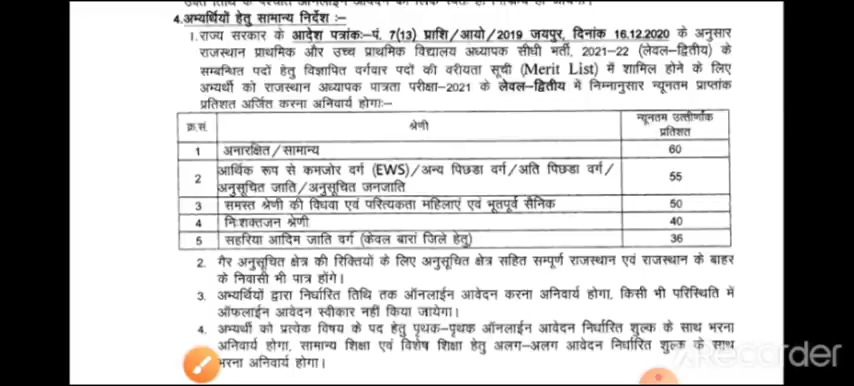 4.अभ्यर्थियों हेतु सामान्य निर्देश :–
1. राज्य सरकार के आदेश पत्रांकः–पं. 7(13) प्राशि/आयो/2019 जयपुर, दिनांक 16.12.2020 के अनुसार
राजस्थान प्राथमिक और उच्च प्राथमिक विद्यालय अध्यापक सीधी भर्ती, 2021-22 (लेवल–द्वितीय) के
सम्बन्धित पदों हेतु विज्ञापित वर्गवार पदों की वरीयता सूची (Merit List) में शामिल होने के लिए
अभ्यर्थी को राजस्थान अध्यापक पात्रता परीक्षा-2021 के लेवल–द्वितीय में निम्नानुसार न्यूनतम प्राप्तांक
प्रतिशत अर्जित करना अनिवार्य होगाः–
क्र.सं. श्रेणी न्यूनतम उत्तीर्णांक प्रतिशत
1 अनारक्षित/सामान्य 60
2 आर्थिक रूप से कमजोर वर्ग (EWS)/अन्य पिछडा वर्ग/अति पिछडा वर्ग/ 55
अनुसूचित जाति/अनुसूचित जनजाति
3 समस्त श्रेणी की विधवा एवं परित्यकता महिलाएं एवं भूतपूर्व सैनिक 50
4 निःशक्तजन श्रेणी 40
5 सहरिया आदिम जाति वर्ग (केवल बारां जिले हेतु) 36
2. गैर अनुसूचित क्षेत्र की रिक्तियों के लिए अनुसूचित क्षेत्र सहित सम्पूर्ण राजस्थान एवं राजस्थान के बाहर
के निवासी भी पात्र होंगे।
3. अभ्यर्थियों द्वारा निर्धारित तिथि तक ऑनलाईन आवेदन करना अनिवार्य होगा, किसी भी परिस्थिति में
ऑफलाईन आवेदन स्वीकार नहीं किया जायेगा।
4. अभ्यर्थी को प्रत्येक विषय के पद हेतु पृथक–पृथक ऑनलाईन आवेदन निर्धारित शुल्क के साथ भरना
अनिवार्य होगा, सामान्य शिक्षा एवं विशेष शिक्षा हेतु अलग–अलग आवेदन निर्धारित शुल्क के साथ
भरना अनिवार्य होगा।
XRECORDER